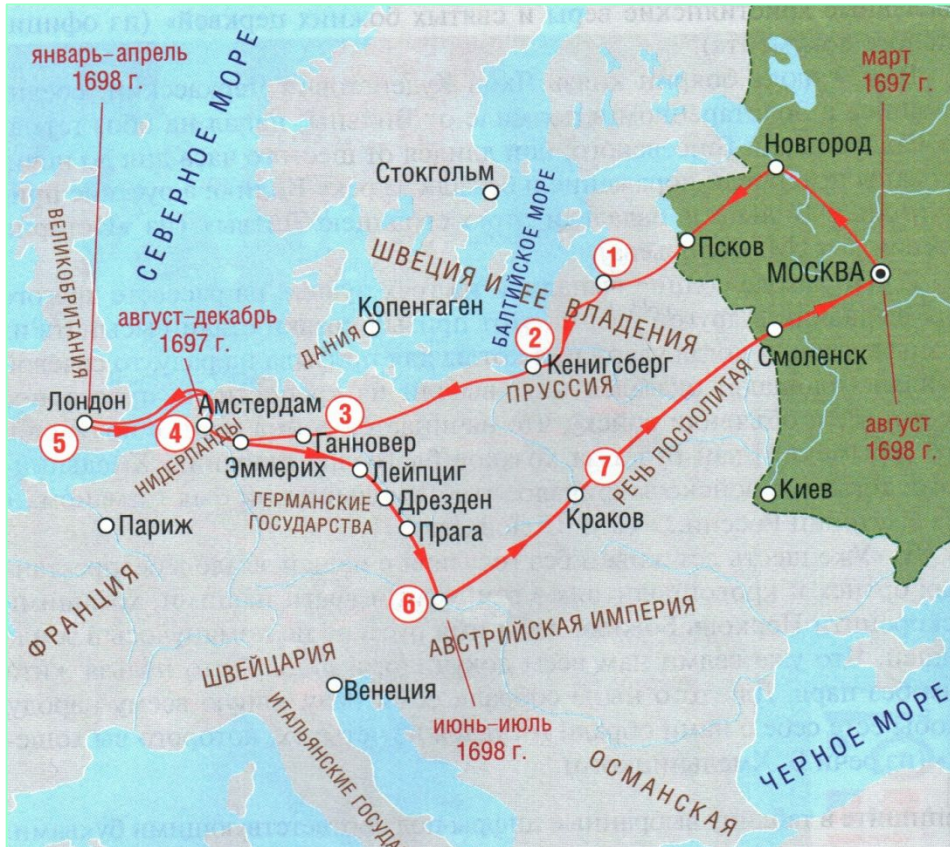 январь–апрель
1698 г.
СЕВЕРНОЕ МОРЕ
март
1697 г.
Новгород
Стокгольм
ВЕЛИКОБРИТАНИЯ
БАЛТИЙСКОЕ МОРЕ
1
Псков
МОСКВА
ШВЕЦИЯ И ЕЕ ВЛАДЕНИЯ
Копенгаген
ДАНИЯ
август–декабрь
1697 г.
2
Кенигсберг
ПРУССИЯ
Смоленск
Лондон
5
4
Амстердам
3
Ганновер
НИДЕРЛАНДЫ
Эммерих
Лейпциг
РЕЧЬ ПОСПОЛИТАЯ
август
1698 г.
7
Киев
ГЕРМАНСКИЕ
ГОСУДАРСТВА
Дрезден
Краков
Париж
Прага
ФРАНЦИЯ
6
АВСТРИЙСКАЯ ИМПЕРИЯ
ШВЕЙЦАРИЯ
Венеция
июнь–июль
1698 г.
ИТАЛЬЯНСКИЕ ГОСУДА
ОСМАНСКАЯ
ЧЕРНОЕ МОРЕ